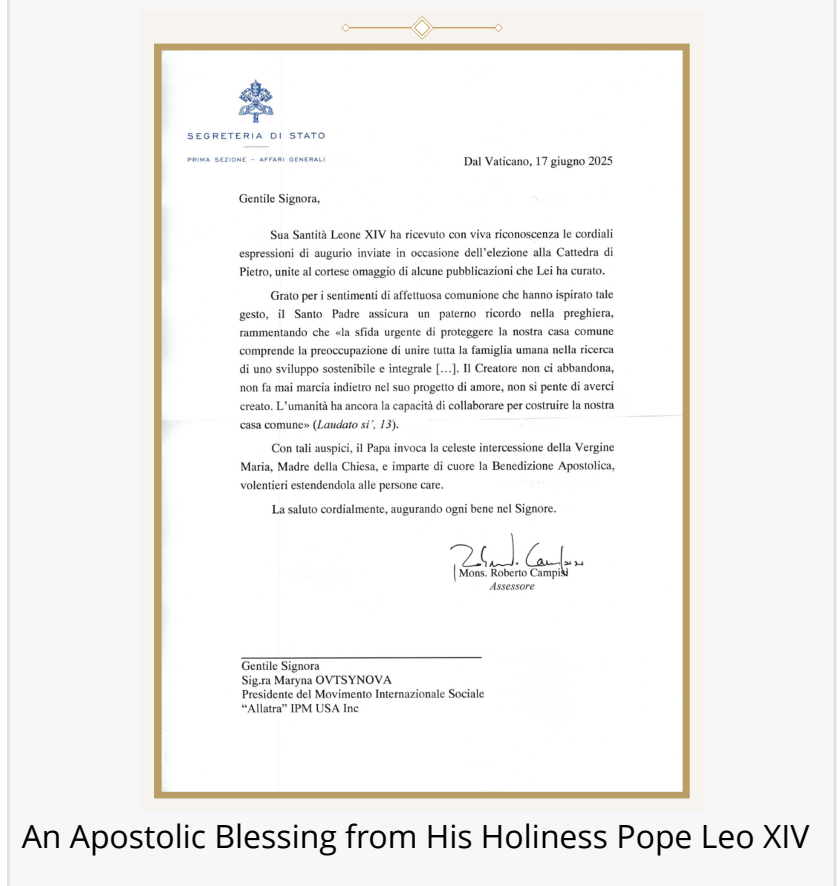 SEGRETERIA DI STATO
PRIMA SEZIONE – AFFARI GENERALI
Dal Vaticano, 17 giugno 2025
Gentile Signora,
Sua Santità Leone XIV ha ricevuto con viva riconoscenza le cordiali
espressioni di augurio inviate in occasione dell'elezione alla Cattedra di
Pietro, unite al cortese omaggio di alcune pubblicazioni che Lei ha curato.
Grato per i sentimenti di affettuosa comunione che hanno ispirato tale
gesto, il Santo Padre assicura un paterno ricordo nella preghiera,
rammentando che «la sfida urgente di proteggere la nostra casa comune
comprende la preoccupazione di unire tutta la famiglia umana nella ricerca
di uno sviluppo sostenibile e integrale [...]. Il Creatore non ci abbandona,
non fa mai marcia indietro nel suo progetto di amore, non si pente di averci
creato. L'umanità ha ancora la capacità di collaborare per costruire la nostra
casa comune» (Laudato si', 13).
Con tali auspici, il Papa invoca la celeste intercessione della Vergine
Maria, Madre della Chiesa, e imparte di cuore la Benedizione Apostolica,
volentieri estendendola alle persone care.
La saluto cordialmente, augurando ogni bene nel Signore.
Mons. Roberto Campisi
Assessore
Gentile Signora
Sig.ra Maryna OVTSYNOVA
Presidente del Movimento Internazionale Sociale
"Allatra" IPM USA Inc
An Apostolic Blessing from His Holiness Pope Leo XIV